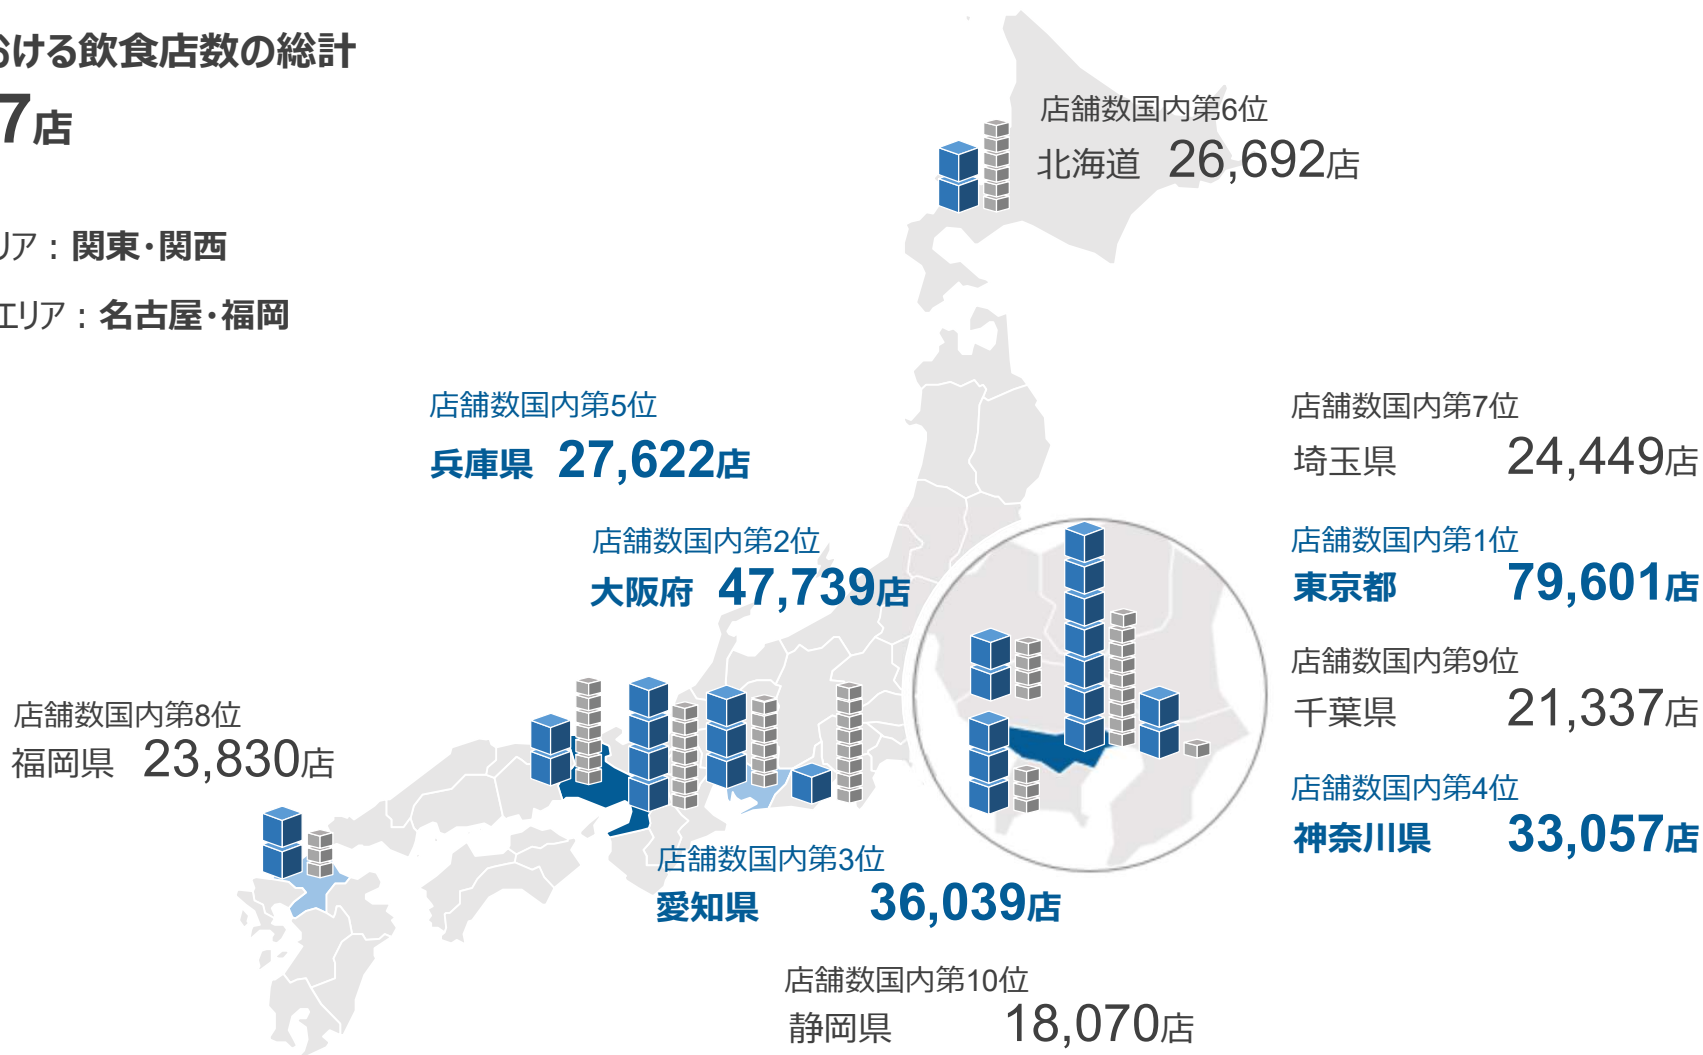 おける飲食店数の総計
7店
リア：関東・関西
エリア：名古屋・福岡
店舗数国内第6位
北海道 26,692店
店舗数国内第5位
兵庫県 27,622店
店舗数国内第7位
埼玉県 24,449店
店舗数国内第2位
大阪府 47,739店
店舗数国内第1位
東京都 79,601店
店舗数国内第9位
千葉県 21,337店
店舗数国内第8位
福岡県 23,830店
店舗数国内第4位
神奈川県 33,057店
店舗数国内第3位
愛知県 36,039店
店舗数国内第10位
静岡県 18,070店